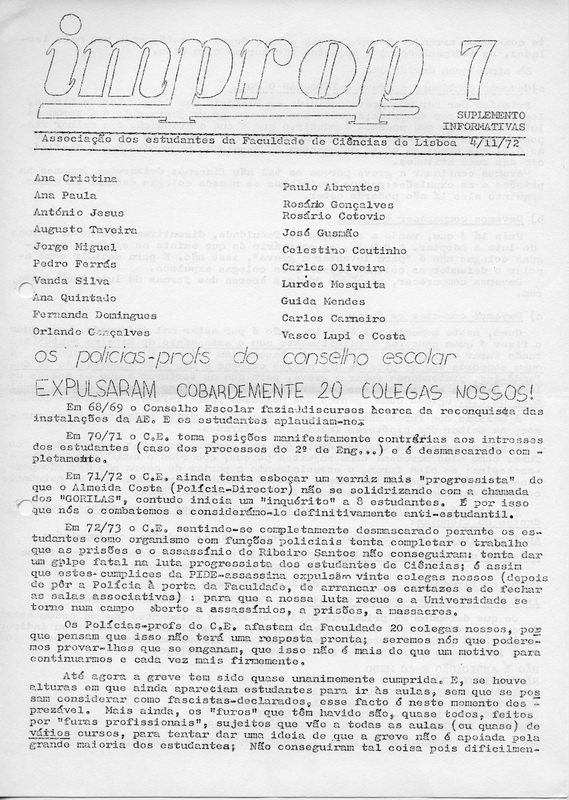 improp 7
SUPLEMENTO
INFORMATIVAS
Associação dos estudantes da Faculdade de Ciências de Lisboa 4/11/72
Ana Cristina
Ana Paula
António Jesus
Augusto Taveira
Jorge Miguel
Pedro Ferrás
Vanda Silva
Ana Quintado
Fernanda Domingues
Orlando Gonçalves
Paulo Abrantes
Rosário Gonçalves
Rosário Cotovio
José Gusmão
Celestino Coutinho
Carlos Oliveira
Lurdes Mesquita
Guida Mendes
Carlos Carneiro
Vasco Lupi e Costa
os polícias-profs do conselho escolar
EXPULSARAM COBARDEMENTE 20 COLEGAS NOSSOS!
Em 68/69 o Conselho Escolar fazia discursos àcerca da reconquista das
instalações da AE. E os estudantes aplaudiam-no.
Em 70/71 o C.E. toma posições manifestamente contrárias aos intresses
dos estudantes (caso dos processos do 2º de Eng...) e é desmascarado com -
pletamente.
Em 71/72 o C.E. ainda tenta esboçar um verniz mais "progressista" do
que o Almeida Costa (Polícia-Director) não se solidrizando com a chamada
dos "GORILAS", contudo inicia um "inquérito" a 8 estudantes. É por isso
que nós o combatemos e considerámo-lo definitivamente anti-estudantil.
Em 72/73 o C.E. sentindo-se completamente desmascarado perante os es-
tudantes como organismo com funções policiais tenta completar o trabalho
que as prisões e o assassínio do Ribeiro Santos não conseguiram: tenta dar
um golpe fatal na luta progressiva dos estudantes de Ciências; é assim
que estes-cumplices da PIDE-assassina expulsam vinte colegas nossos (depois
de pôr a Polícia à porta da Faculdade, de arrancar os cartazes e de fechar
as salas associativas) : para que a nossa luta recue e a Universidade se
torne num campo aborto a assassínios, a prisões, a massacres.
Os Polícias-profs do C.E. afastam da Faculdade 20 colegas nossos, por
que pensam que isso não terá uma resposta pronta; seremos nós que podere-
mos provar-lhes que se enganam, que isso não é mais do que um motivo para
continuarmos e cada vez mais firmemente.
Até agora a greve tem sido quase unanimemente cumprida. E, se houve
alturas em que ainda apareciam estudantes para ir às aulas, sem que se pos
sam considerar como fascistas-declarados, esse facto é neste momento des -
prezável. Mais ainda, os "furos" que têm havido são, quase todos, feitos
por "furas profissionais", sujeitos que vão a todas as aulas (ou quase) de
vários cursos, para tentar dar uma ideia de que a greve não é apoiada pela
grande maioria dos estudantes; Não conseguiram tal coisa pois dificilmen-